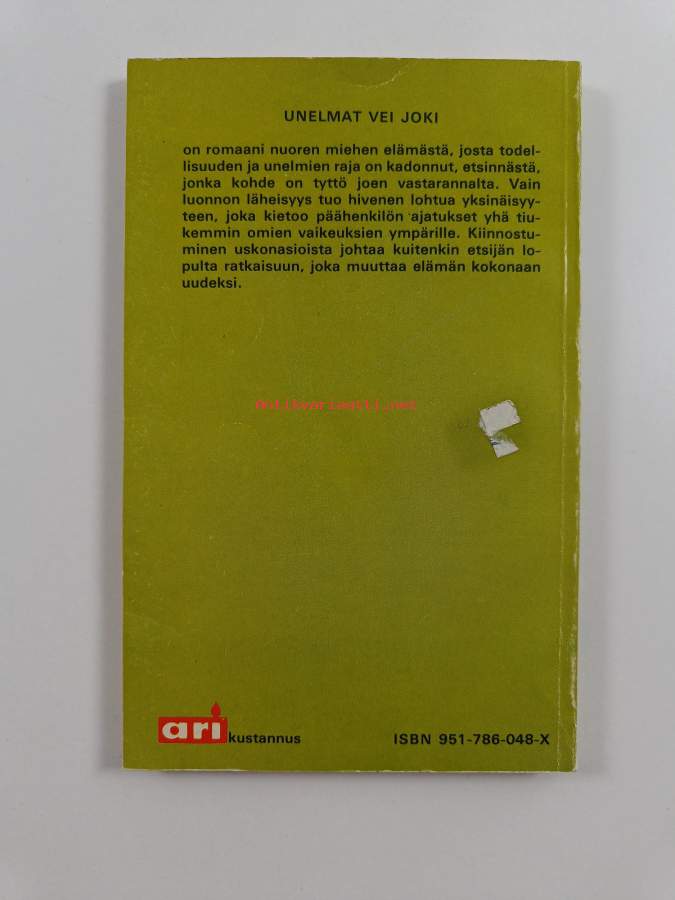 UNELMAT VEI JOKI
on romaani nuoren miehen elämästä, josta todel-
lisuuden ja unelmien raja on kadonnut, etsinnästä,
jonka kohde on tyttö joen vastarannalta. Vain
luonnon läheisyys tuo hivenen lohtua yksinäisyy-
teen, joka kietoo päähenkilön ajatukset yhä tiu-
kemmin omien vaikeuksien ympärille. Kiinnostu-
minen uskonasioista johtaa kuitenkin etsijän lo-
pulta ratkaisuun, joka muuttaa elämän kokonaan
uudeksi.
Antikvariaatti.net
ari kustannus
ISBN 951-786-048-X